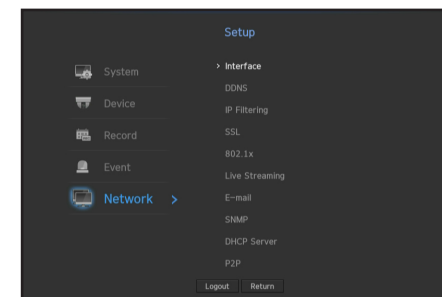 Setup
System
Device
Record
Event
Network >
> Interface
DDNS
IP Filtering
SSL
802.1x
Live Streaming
E-mail
SNMP
DHCP Server
P2P
Logout Return